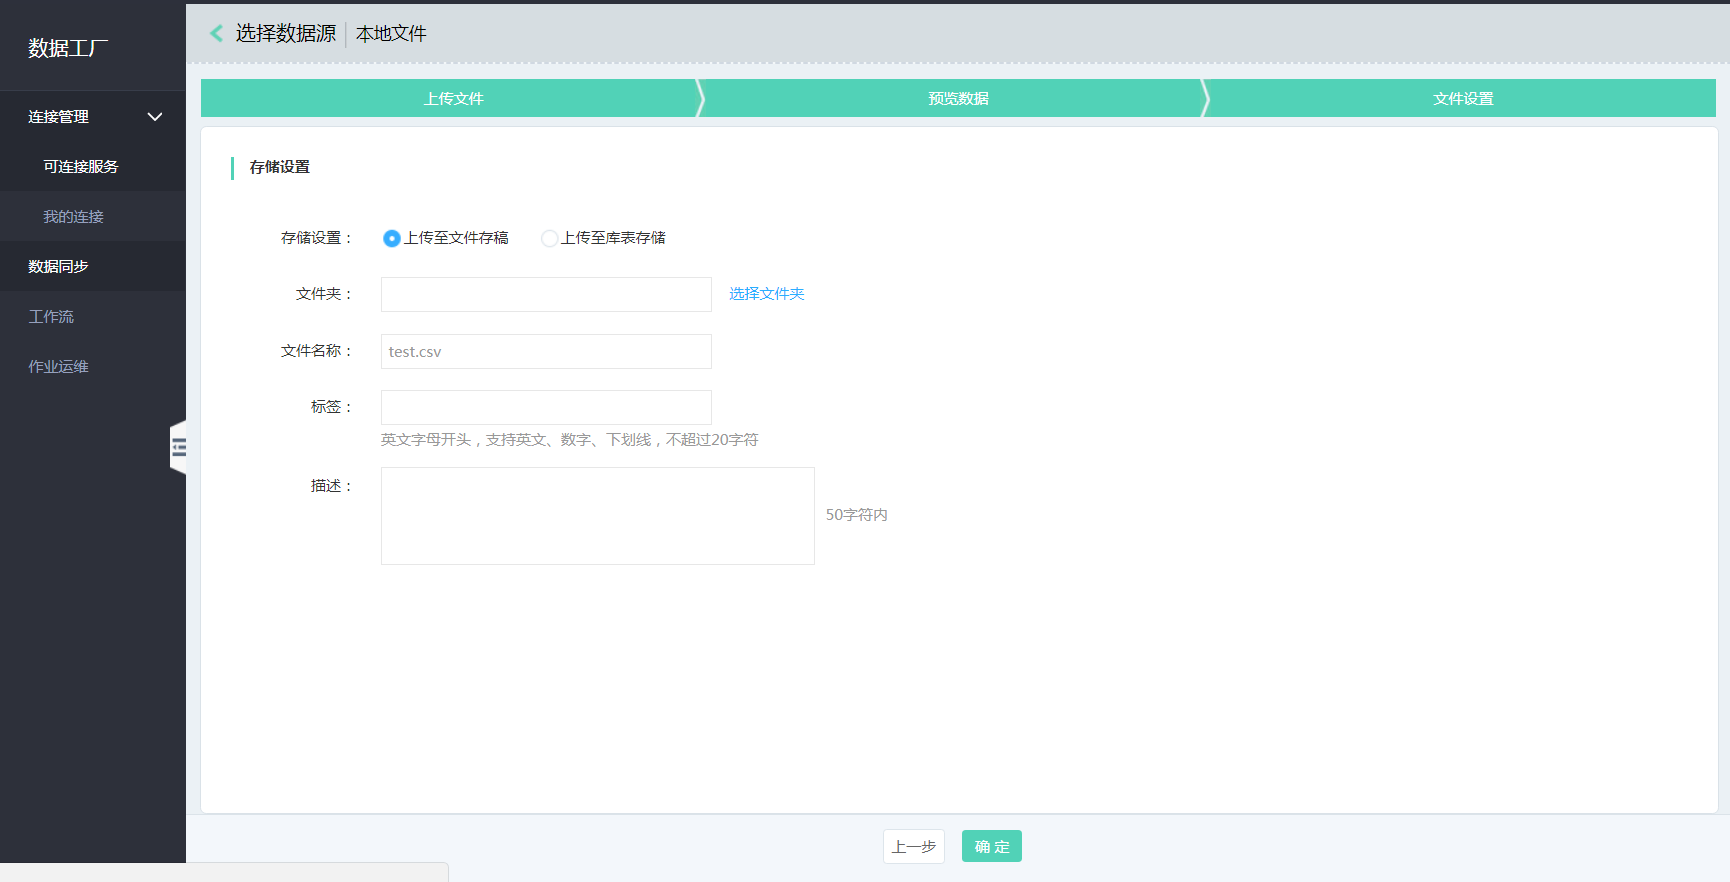 数据工厂
连接管理
可连接服务
我的连接
数据同步
工作流
作业运维
选择数据源 本地文件
上传文件 预览数据 文件设置
存储设置
存储设置： 上传至文件存稿 上传至库表存储
文件夹： 选择文件夹
文件名称： test.csv
标签：
英文字母开头，支持英文、数字、下划线，不超过20字符
描述：
50字符内
上一步 确 定